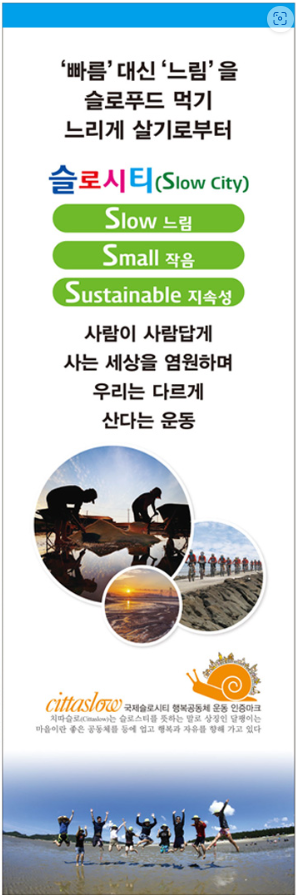 ‘빠름’ 대신 ‘느림’을
슬로푸드 먹기
느리게 살기로부터
슬로시티(Slow City)
Slow 느림
Small 작음
Sustainable 지속성
사람이 사람답게
사는 세상을 염원하며
우리는 다르게
산다는 운동
cittaslow 국제슬로시티 행복공동체 운동 인증마크
치따슬로(Cittaslow)는 슬로스티를 뜻하는 말로 상징인 달팽이는
마을이란 좋은 공동체를 등에 업고 행복과 자유를 향해 가고 있다